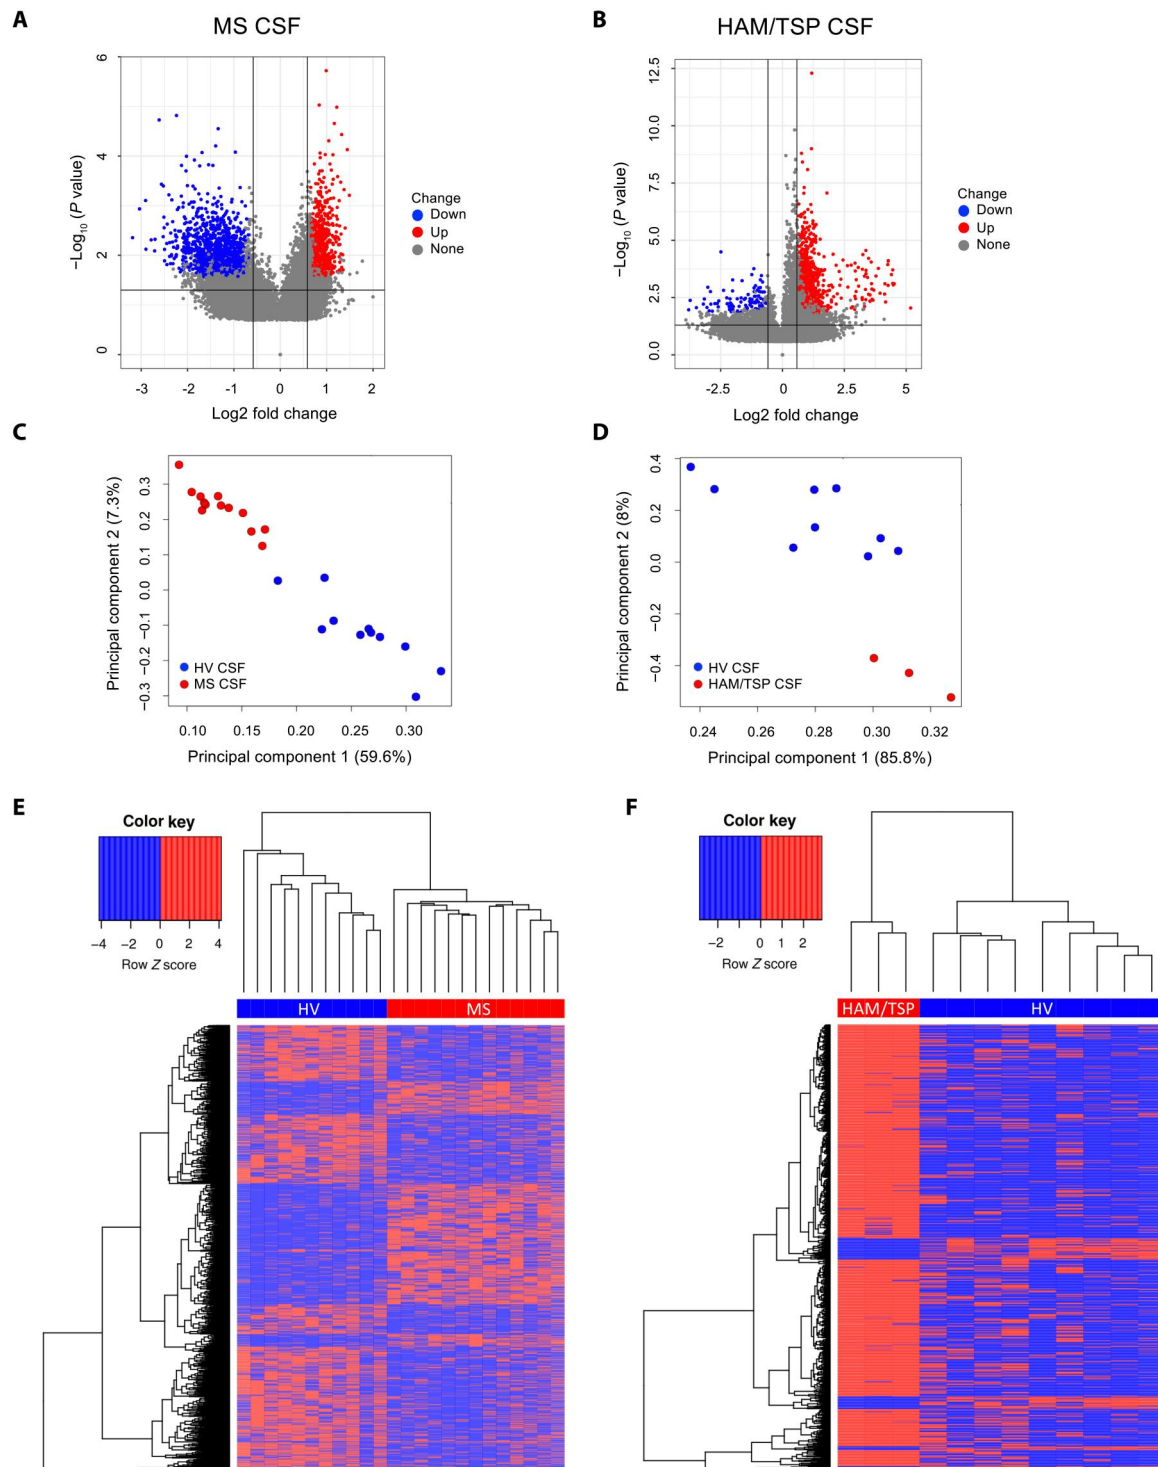 A
MS CSF
6
4
2
0
−Log10 (P value)
-3
-2
-1
0
1
2
Log2 fold change
Change
Down
Up
None
B
HAM/TSP CSF
12.5
10.0
7.5
5.0
2.5
0.0
−Log10 (P value)
-2.5
0
2.5
5
Log2 fold change
Change
Down
Up
None
C
0.3
0.2
0.1
0.0
−0.1
−0.2
−0.3
Principal component 2 (7.3%)
HV CSF
MS CSF
0.10
0.15
0.20
0.25
0.30
Principal component 1 (59.6%)
D
0.4
0.2
0.0
−0.2
−0.4
Principal component 2 (8%)
HV CSF
HAM/TSP CSF
0.24
0.26
0.28
0.30
0.32
Principal component 1 (85.8%)
E
Color key
−4 −2 0 2 4
Row Z score
HV
MS
F
Color key
−2 0 1 2
Row Z score
HAM/TSP
HV